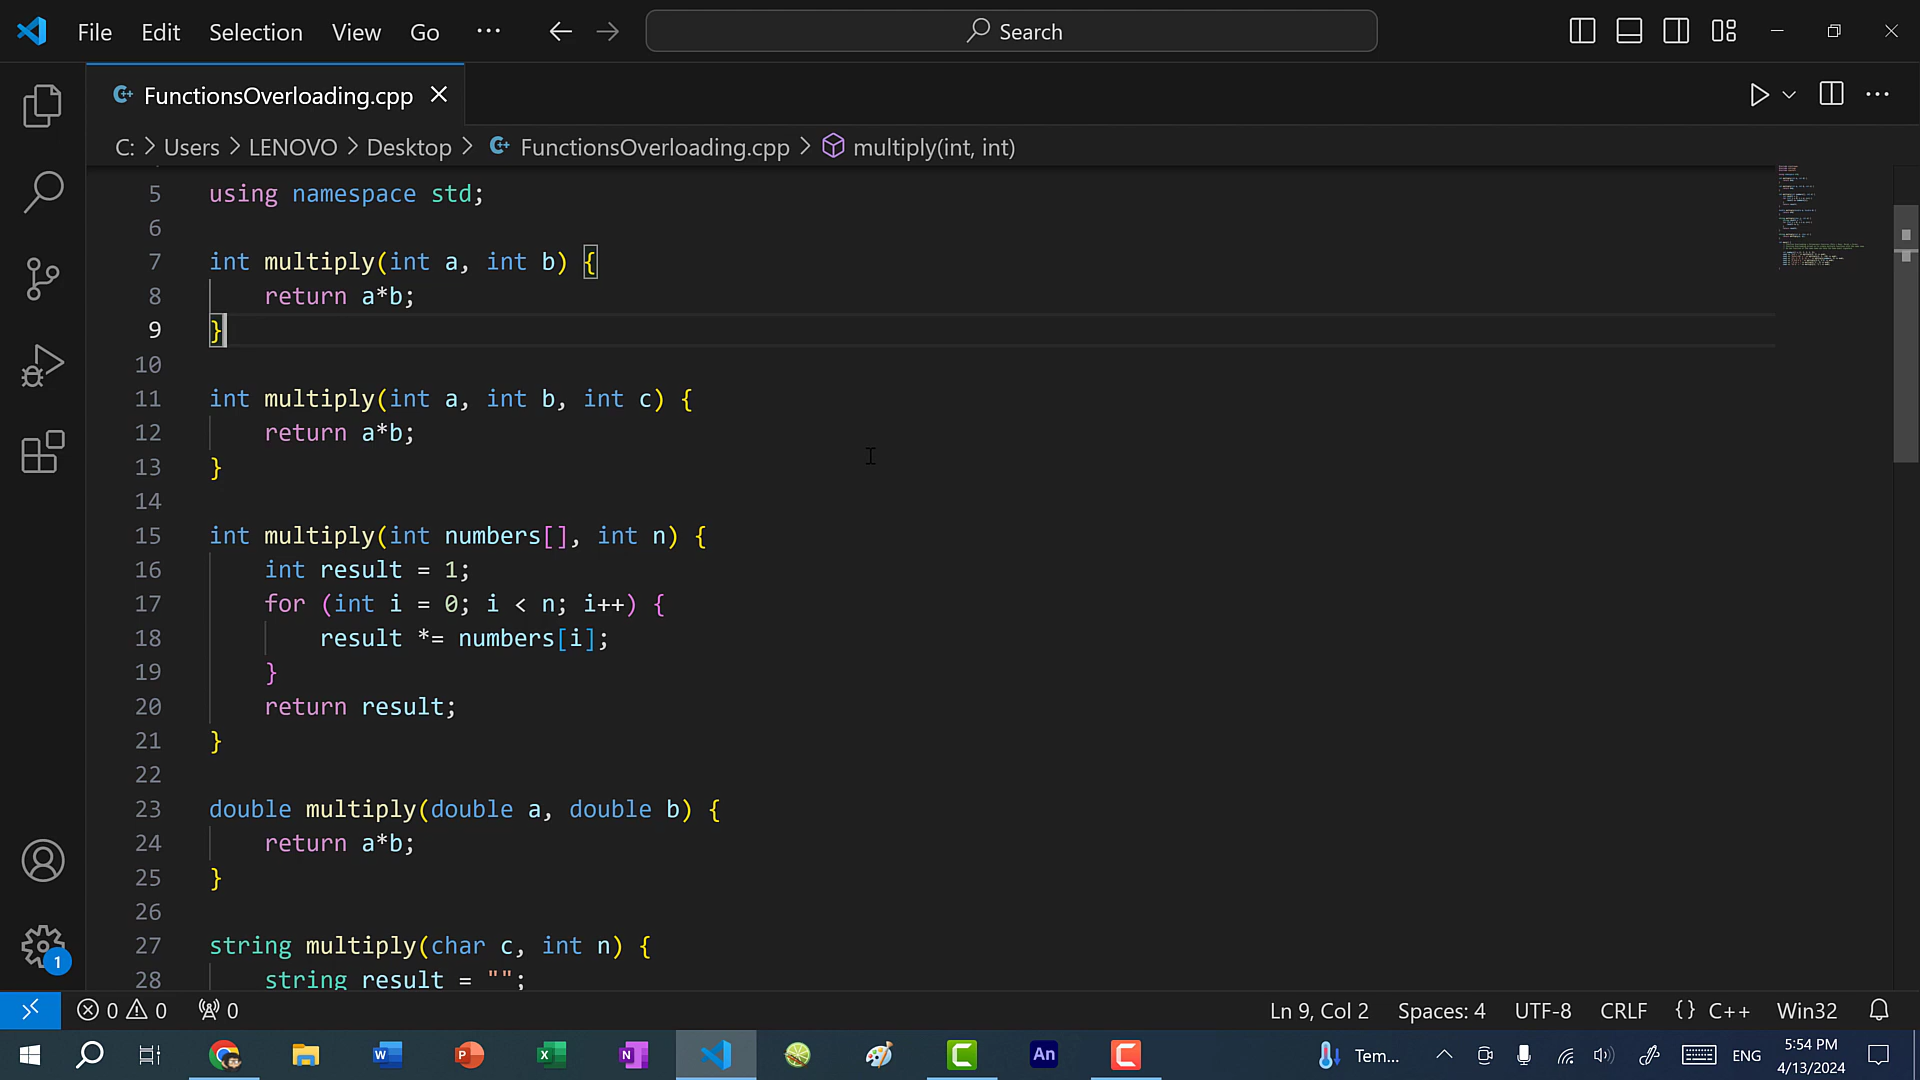 File Edit Selection View Go ··· Search
FunctionsOverloading.cpp
C: > Users > LENOVO > Desktop > FunctionsOverloading.cpp > multiply(int, int)
5 using namespace std;
6
7 int multiply(int a, int b) {
8 return a*b;
9 }
10
11 int multiply(int a, int b, int c) {
12 return a*b;
13 }
14
15 int multiply(int numbers[], int n) {
16 int result = 1;
17 for (int i = 0; i < n; i++) {
18 result *= numbers[i];
19 }
20 return result;
21 }
22
23 double multiply(double a, double b) {
24 return a*b;
25 }
26
27 string multiply(char c, int n) {
28 string result = "";
1
0 0 0 Ln 9, Col 2 Spaces: 4 UTF-8 CRLF {} C++ Win32
Tem... ENG
5:54 PM
4/13/2024